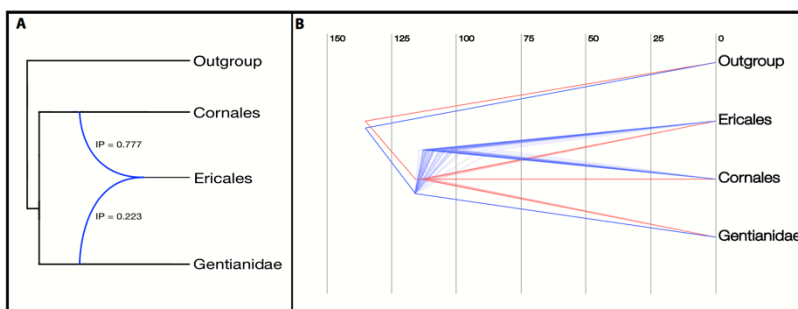 A
Outgroup
Cornales
IP = 0.777
Ericales
IP = 0.223
Gentianidae
B
150 125 100 75 50 25 0
Outgroup
Ericales
Cornales
Gentianidae